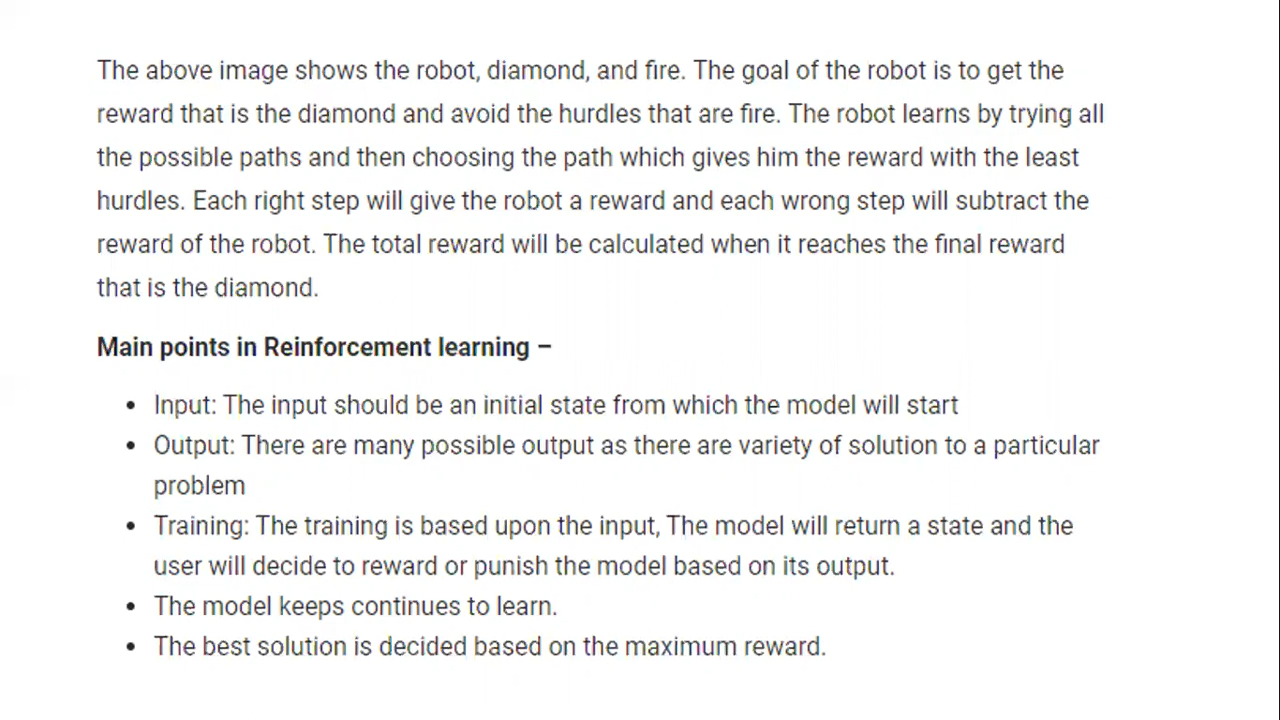 The above image shows the robot, diamond, and fire. The goal of the robot is to get the
reward that is the diamond and avoid the hurdles that are fire. The robot learns by trying all
the possible paths and then choosing the path which gives him the reward with the least
hurdles. Each right step will give the robot a reward and each wrong step will subtract the
reward of the robot. The total reward will be calculated when it reaches the final reward
that is the diamond.
Main points in Reinforcement learning –
• Input: The input should be an initial state from which the model will start
• Output: There are many possible output as there are variety of solution to a particular
problem
• Training: The training is based upon the input, The model will return a state and the
user will decide to reward or punish the model based on its output.
• The model keeps continues to learn.
• The best solution is decided based on the maximum reward.